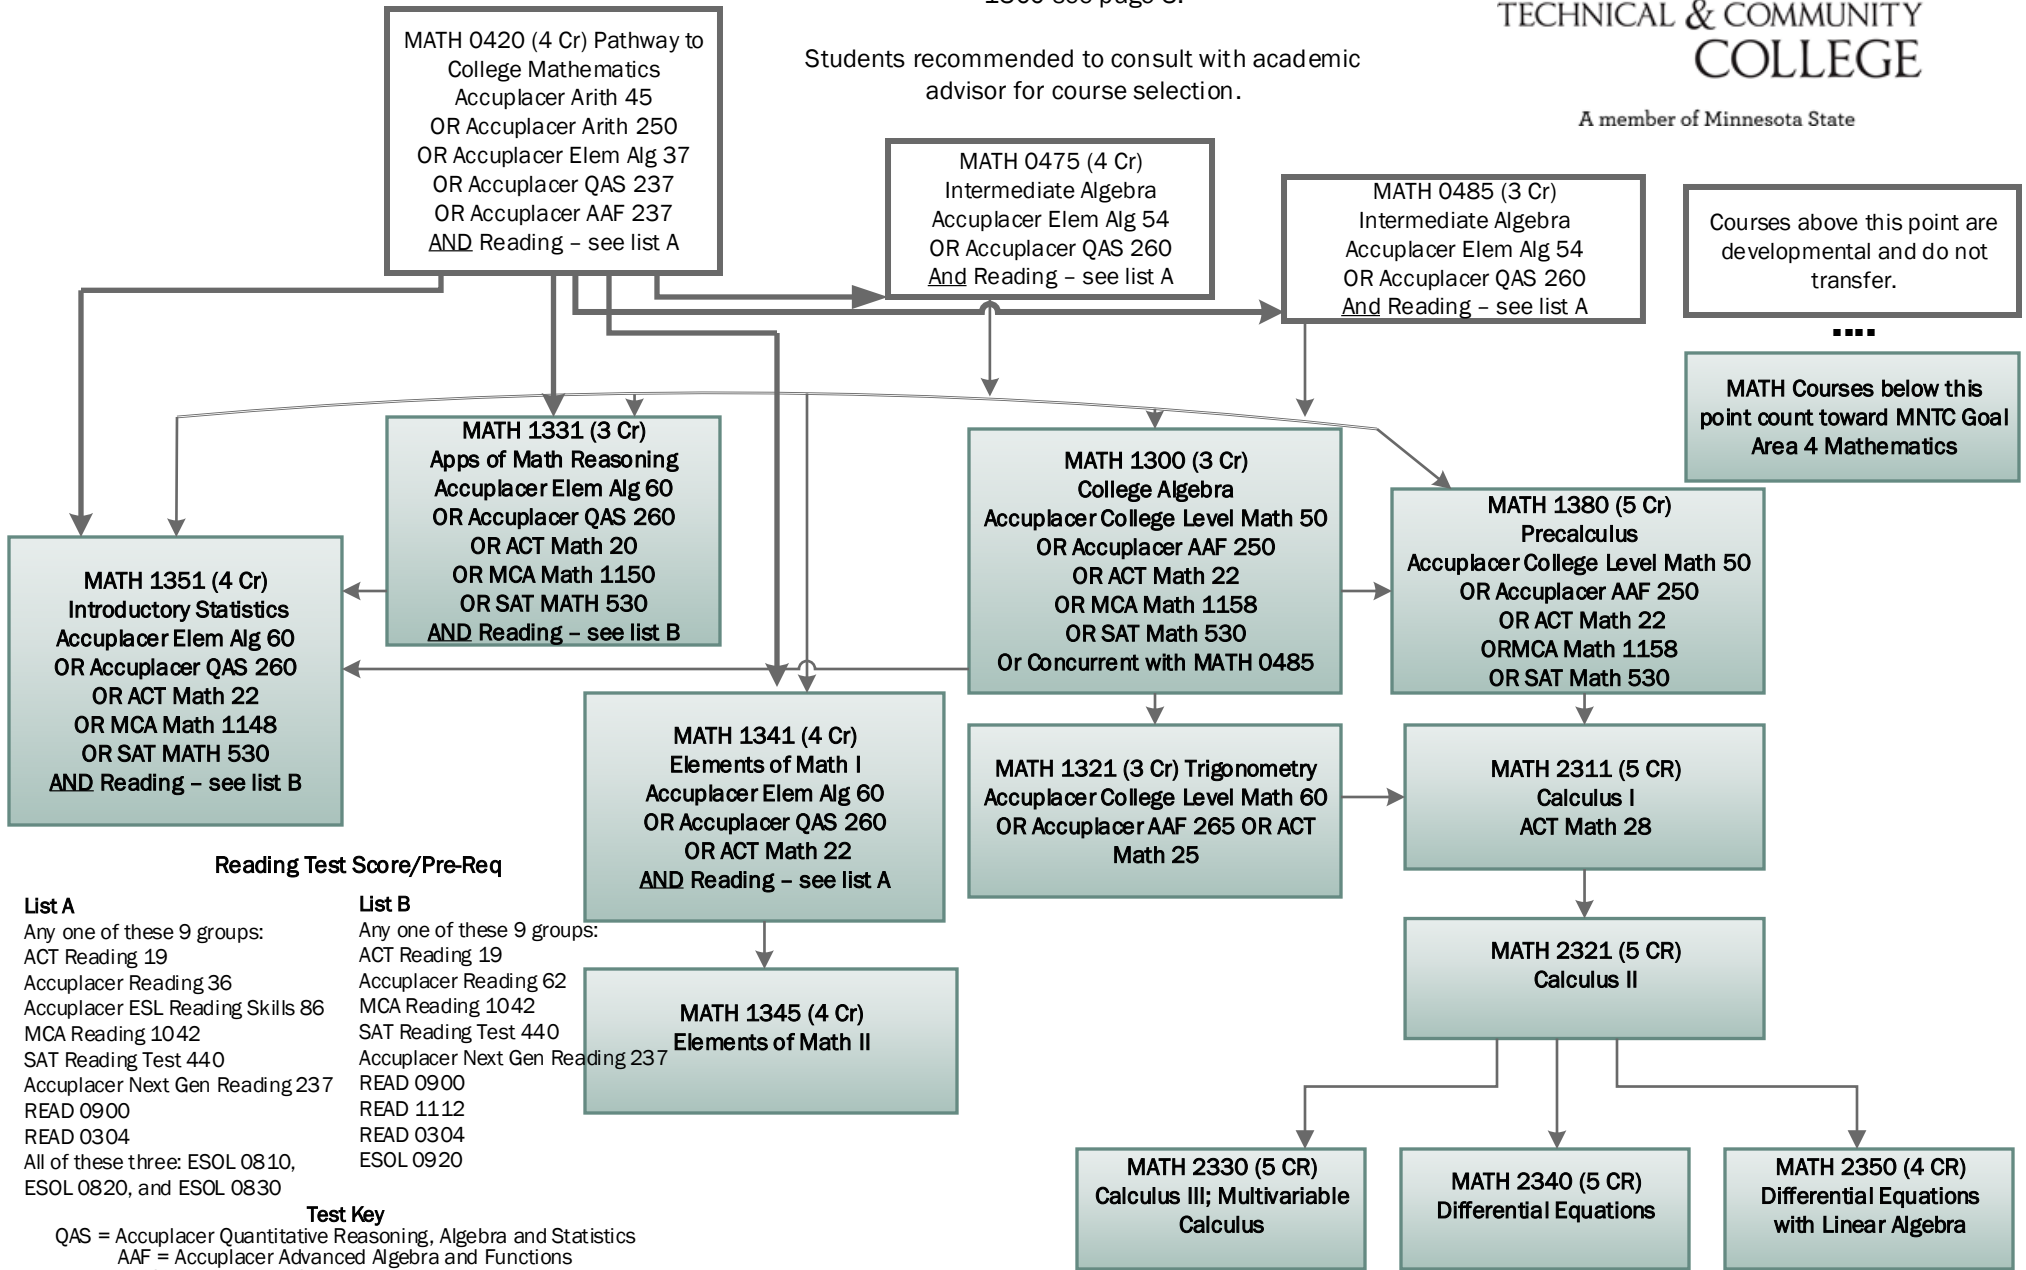 MATH 0420 (4 Cr) Pathway to
College Mathematics
Accuplacer Arith 45
OR Accuplacer Arith 250
OR Accuplacer Elem Alg 37
OR Accuplacer QAS 237
OR Accuplacer AAF 237
AND Reading – see list A
Students recommended to consult with academic
advisor for course selection.
TECHNICAL & COMMUNITY
COLLEGE
A member of Minnesota State
MATH 0475 (4 Cr)
Intermediate Algebra
Accuplacer Elem Alg 54
OR Accuplacer QAS 260
And Reading – see list A
MATH 0485 (3 Cr)
Intermediate Algebra
Accuplacer Elem Alg 54
OR Accuplacer QAS 260
And Reading – see list A
Courses above this point are
developmental and do not
transfer.
MATH Courses below this
point count toward MNTC Goal
Area 4 Mathematics
MATH 1331 (3 Cr)
Apps of Math Reasoning
Accuplacer Elem Alg 60
OR Accuplacer QAS 260
OR ACT Math 20
OR MCA Math 1150
OR SAT MATH 530
AND Reading – see list B
MATH 1300 (3 Cr)
College Algebra
Accuplacer College Level Math 50
OR Accuplacer AAF 250
OR ACT Math 22
OR MCA Math 1158
OR SAT Math 530
Or Concurrent with MATH 0485
MATH 1380 (5 Cr)
Precalculus
Accuplacer College Level Math 50
OR Accuplacer AAF 250
OR ACT Math 22
ORMCA Math 1158
OR SAT Math 530
MATH 1351 (4 Cr)
Introductory Statistics
Accuplacer Elem Alg 60
OR Accuplacer QAS 260
OR ACT Math 22
OR MCA Math 1148
OR SAT MATH 530
AND Reading – see list B
MATH 1341 (4 Cr)
Elements of Math I
Accuplacer Elem Alg 60
OR Accuplacer QAS 260
OR ACT Math 22
AND Reading – see list A
MATH 1321 (3 Cr) Trigonometry
Accuplacer College Level Math 60
OR Accuplacer AAF 265 OR ACT
Math 25
MATH 2311 (5 CR)
Calculus I
ACT Math 28
MATH 2321 (5 CR)
Calculus II
MATH 1345 (4 Cr)
Elements of Math II
MATH 2330 (5 CR)
Calculus III; Multivariable
Calculus
MATH 2340 (5 CR)
Differential Equations
MATH 2350 (4 CR)
Differential Equations
with Linear Algebra
Reading Test Score/Pre-Req
List A
Any one of these 9 groups:
ACT Reading 19
Accuplacer Reading 36
Accuplacer ESL Reading Skills 86
MCA Reading 1042
SAT Reading Test 440
Accuplacer Next Gen Reading 237
READ 0900
READ 0304
All of these three: ESOL 0810,
ESOL 0820, and ESOL 0830
List B
Any one of these 9 groups:
ACT Reading 19
Accuplacer Reading 62
MCA Reading 1042
SAT Reading Test 440
Accuplacer Next Gen Reading 237
READ 0900
READ 1112
READ 0304
ESOL 0920
Test Key
QAS = Accuplacer Quantitative Reasoning, Algebra and Statistics
AAF = Accuplacer Advanced Algebra and Functions